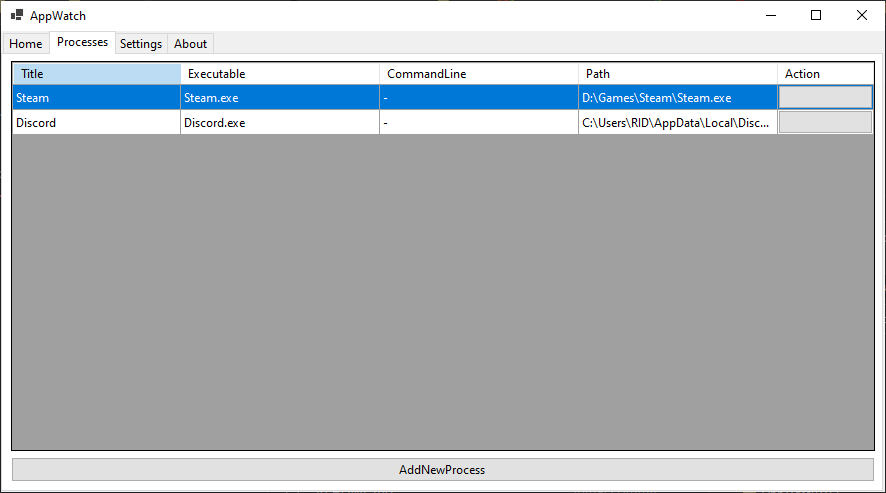 AppWatch
Home Processes Settings About
Title Executable CommandLine Path Action
Steam Steam.exe - D:\Games\Steam\Steam.exe
Discord Discord.exe - C:\Users\RID\AppData\Local\Disc...
AddNewProcess